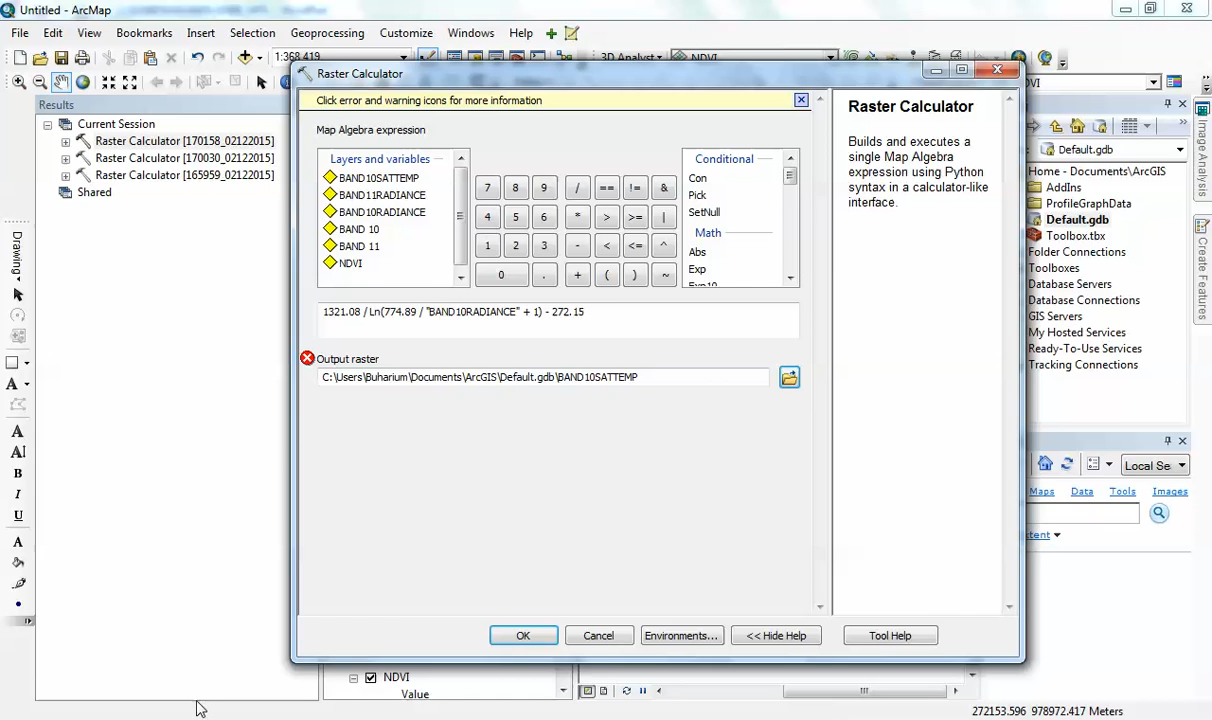 Untitled - ArcMap
File Edit View Bookmarks Insert Selection Geoprocessing Customize Windows Help
1:368,419
3D Analyst
NDVI
Raster Calculator
Results
Current Session
Raster Calculator [170158_02122015]
Raster Calculator [170030_02122015]
Raster Calculator [165959_02122015]
Shared
Drawing
A
A
A
B
I
U
A
Click error and warning icons for more information
Map Algebra expression
Layers and variables
BAND10SATTEMP
BAND11RADIANCE
BAND10RADIANCE
BAND 10
BAND 11
NDVI
7 8 9 / == != &
4 5 6 * > >= |
1 2 3 - < <= ^
0 . + ( ) ~
Conditional
Con
Pick
SetNull
Math
Abs
Exp
Exp10
1321.08 / Ln(774.89 / "BAND10RADIANCE" + 1) - 272.15
Output raster
C:\Users\Buharium\Documents\ArcGIS\Default.gdb\BAND10SATTEMP
OK Cancel Environments... << Hide Help Tool Help
Raster Calculator
Builds and executes a
single Map Algebra
expression using Python
syntax in a calculator-like
interface.
Default.gdb
Home - Documents\ArcGIS
AddIns
ProfileGraphData
Default.gdb
Toolbox.tbx
Folder Connections
Toolboxes
Database Servers
Database Connections
GIS Servers
My Hosted Services
Ready-To-Use Services
Tracking Connections
Image Analysis
Create Features
Local Se
Maps Data Tools Images
NDVI
Value
272153.596 978972.417 Meters